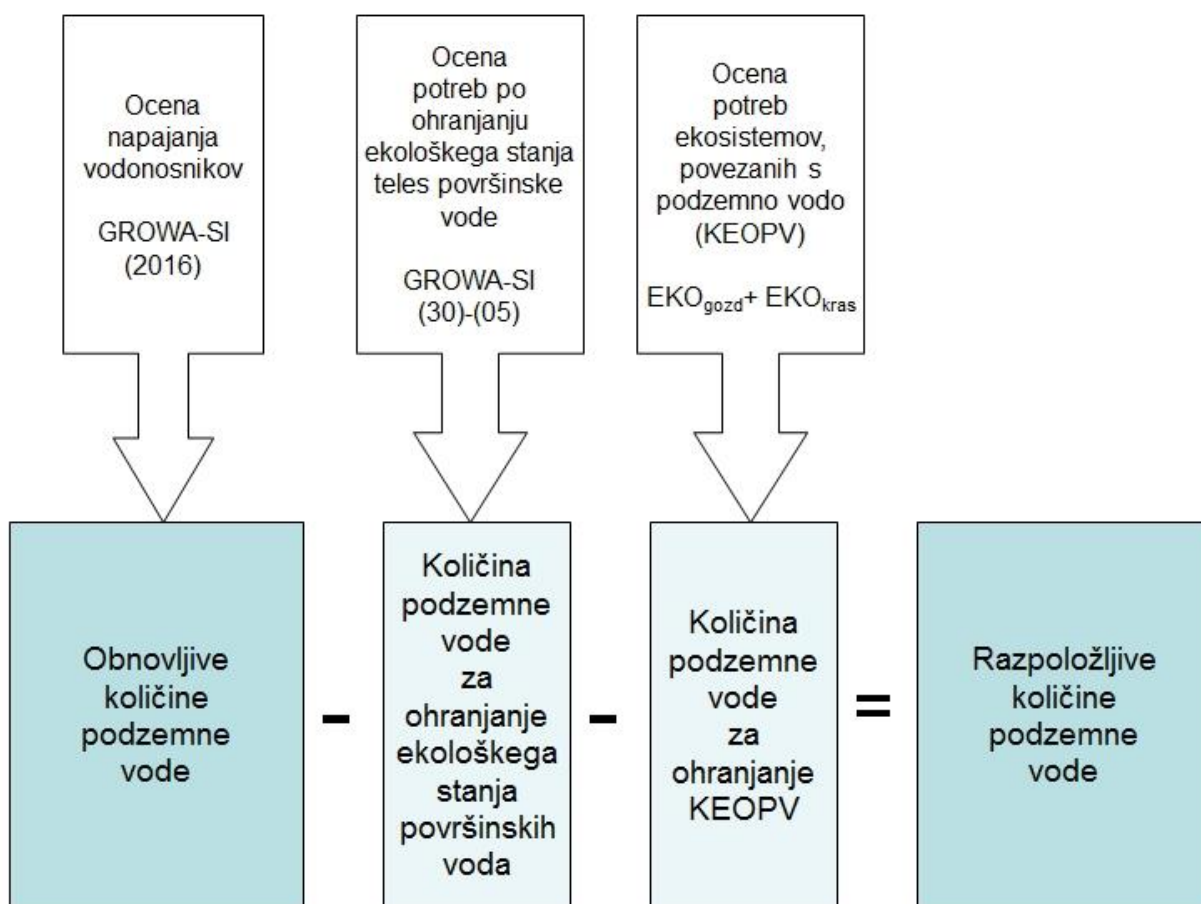 Ocena
napajanja
vodonosnikov
GROWA-SI
(2016)
Ocena
potreb po
ohranjanju
ekološkega stanja
teles površinske
vode
GROWA-SI
(30)-(05)
Ocena
potreb
ekosistemov,
povezanih s
podzemno vodo
(KEOPV)
EKOgozd+ EKOkras
Obnovljive
količine
podzemne
vode
-
Količina
podzemne
vode
za
ohranjanje
ekološkega
stanja
površinskih
voda
-
Količina
podzemne
vode
za
ohranjanje
KEOPV
=
Razpoložljive
količine
podzemne
vode